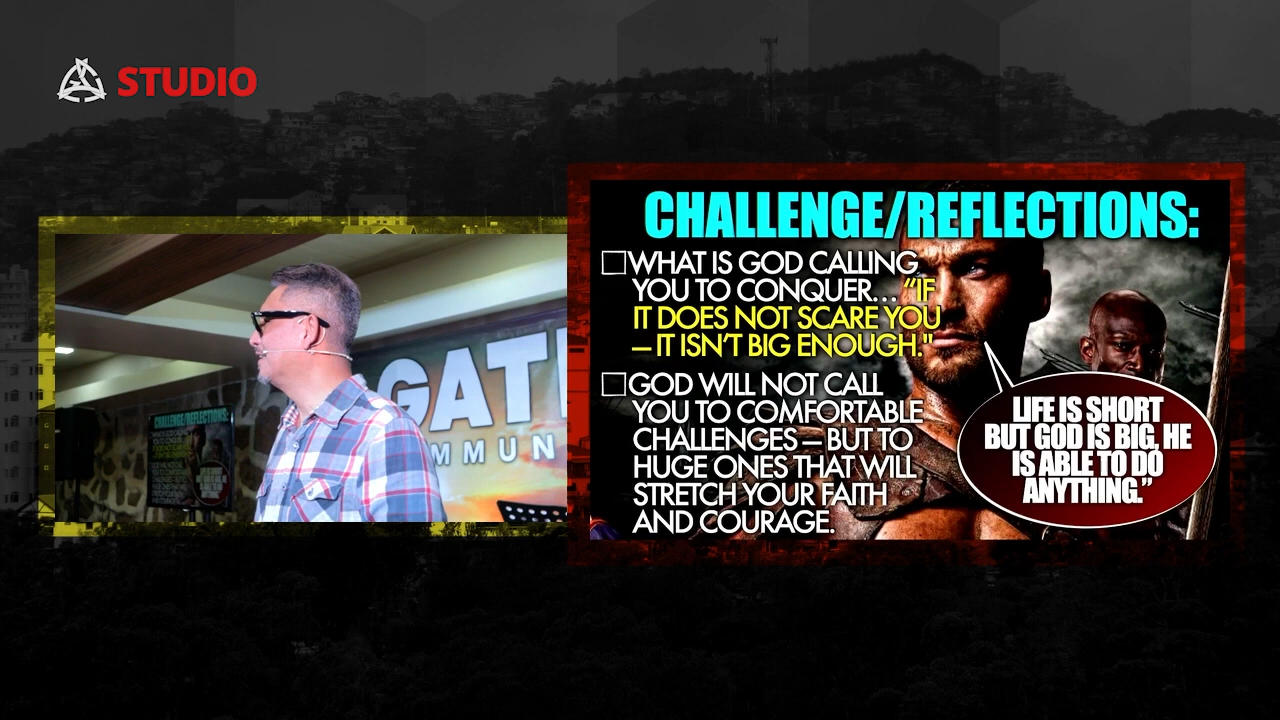 STUDIO
GAT
MMUN
CHALLENGE/REFLECTIONS:
CHALLENGE/REFLECTIONS:
WHAT IS GOD CALLING
YOU TO CONQUER... “IF
IT DOES NOT SCARE YOU
– IT ISN'T BIG ENOUGH."
GOD WILL NOT CALL
YOU TO COMFORTABLE
CHALLENGES – BUT TO
HUGE ONES THAT WILL
STRETCH YOUR FAITH
AND COURAGE.
LIFE IS SHORT
BUT GOD IS BIG, HE
IS ABLE TO DO
ANYTHING.”